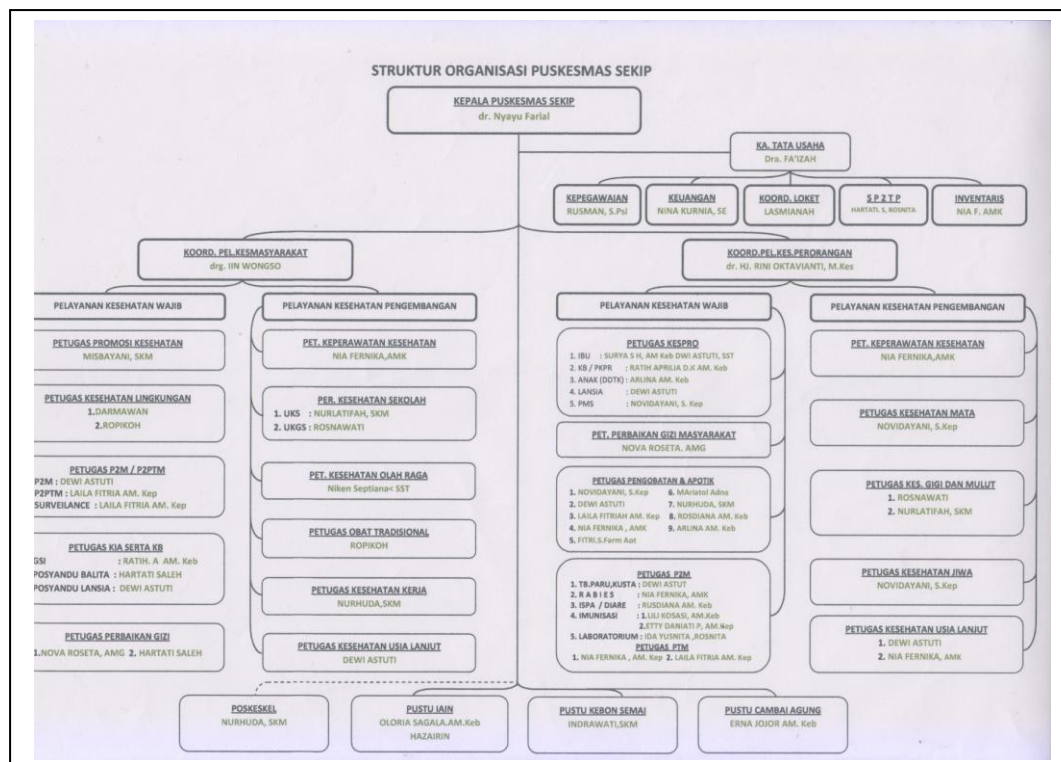 STRUKTUR ORGANISASI PUSKESMAS SEKIP
KEPALA PUSKESMAS SEKIP
dr. Nyayu Farial
KA. TATA USAHA
Dra. FA'IZAH
KEPEGAWAIAN
RUSMAN, S.Psi
KEUANGAN
NINA KURNIA, SE
KOORD. LOKET
LASMIANAH
S P 2 T P
HARTATI. S, ROSNITA
INVENTARIS
NIA F. AMK
KOORD. PEL.KESMASYARAKAT
drg. IIN WONGSO
KOORD.PEL.KES.PERORANGAN
dr. HJ. RINI OKTAVIANTI, M.Kes
PELAYANAN KESEHATAN WAJIB
PETUGAS PROMOSI KESEHATAN
MISBAYANI, SKM
PETUGAS KESEHATAN LINGKUNGAN
1.DARMAWAN
2.ROPIKOH
PETUGAS P2M / P2PTM
P2M : DEWI ASTUTI
P2PTM : LAILA FITRIA AM. Kep
SURVEILANCE : LAILA FITRIA AM. Kep
PETUGAS KIA SERTA KB
GSI : RATIH. A AM. Keb
POSYANDU BALITA : HARTATI SALEH
POSYANDU LANSIA : DEWI ASTUTI
PETUGAS PERBAIKAN GIZI
1.NOVA ROSETA, AMG 2. HARTATI SALEH
PELAYANAN KESEHATAN PENGEMBANGAN
PET. KEPERAWATAN KESEHATAN
NIA FERNIKA,AMK
PER. KESEHATAN SEKOLAH
1. UKS : NURLATIFAH, SKM
2. UKGS : ROSNAWATI
PET. KESEHATAN OLAH RAGA
Niken Septiana< SST
PETUGAS OBAT TRADISIONAL
ROPIKOH
PETUGAS KESEHATAN KERJA
NURHUDA,SKM
PETUGAS KESEHATAN USIA LANJUT
DEWI ASTUTI
PELAYANAN KESEHATAN WAJIB
PETUGAS KESPRO
1. IBU : SURYA S H, AM Keb DWI ASTUTI, SST
2. KB / PKPR : RATIH APRILIA D.K AM. Keb
3. ANAK (DDTK) : ARLINA AM. Keb
4. LANSIA : DEWI ASTUTI
5. PMS : NOVIDAYANI, S. Kep
PET. PERBAIKAN GIZI MASYARAKAT
NOVA ROSETA. AMG
PETUGAS PENGOBATAN & APOTIK
1. NOVIDAYANI, S.Kep 6. MAriatol Adna
2. DEWI ASTUTI 7. NURHUDA, SKM
3. LAILA FITRIAH AM. Kep 8. ROSDIANA AM. Keb
4. NIA FERNIKA , AMK 9. ARLINA AM. Keb
5. FITRI.S.Farm Apt
PETUGAS P2M
1. TB.PARU,KUSTA : DEWI ASTUT
2. R A B I E S : NIA FERNIKA, AMK
3. ISPA / DIARE : RUSDIANA AM. Keb
4. IMUNISASI : 1.LILI KOSASI, AM.Keb
2.ETTY DANIATI P, AM.Kep
5. LABORATORIUM : IDA YUSNITA ,ROSNITA
PETUGAS PTM
1. NIA FERNIKA , AM. Kep 2. LAILA FITRIA AM. Kep
PELAYANAN KESEHATAN PENGEMBANGAN
PET. KEPERAWATAN KESEHATAN
NIA FERNIKA,AMK
PETUGAS KESEHATAN MATA
NOVIDAYANI, S.Kep
PETUGAS KES. GIGI DAN MULUT
1. ROSNAWATI
2. NURLATIFAH, SKM
PETUGAS KESEHATAN JIWA
NOVIDAYANI, S.Kep
PETUGAS KESEHATAN USIA LANJUT
1. DEWI ASTUTI
2. NIA FERNIKA, AMK
POSKESKEL
NURHUDA, SKM
PUSTU IAIN
OLORIA SAGALA.AM.Keb
HAZAIRIN
PUSTU KEBON SEMAI
INDRAWATI,SKM
PUSTU CAMBAI AGUNG
ERNA JOJOR AM. Keb